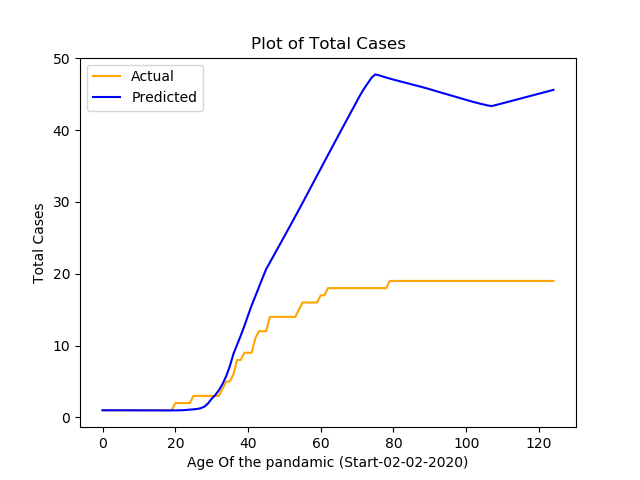 Plot of Total Cases
Actual
Predicted
50
40
30
20
10
0
Total Cases
0 20 40 60 80 100 120
Age Of the pandamic (Start-02-02-2020)